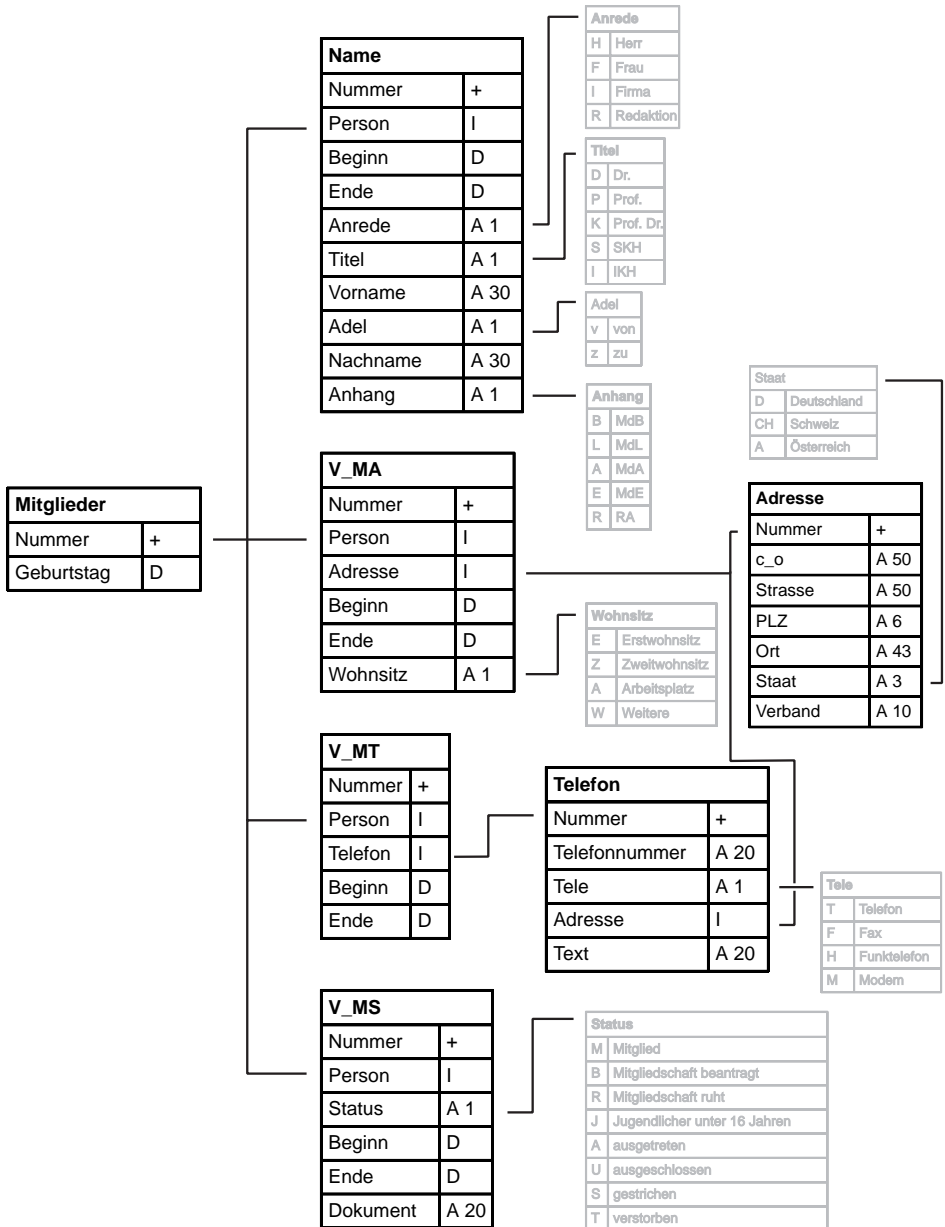 Anrede
H Herr
F Frau
I Firma
R Redaktion
Name
Nummer +
Person I
Beginn D
Ende D
Anrede A 1
Titel A 1
Vorname A 30
Adel A 1
Nachname A 30
Anhang A 1
Titel
D Dr.
P Prof.
K Prof. Dr.
S SKH
I IKH
Adel
v von
z zu
Anhang
B MdB
L MdL
A MdA
E MdE
R RA
Staat
D Deutschland
CH Schweiz
A Österreich
Mitglieder
Nummer +
Geburtstag D
V_MA
Nummer +
Person I
Adresse I
Beginn D
Ende D
Wohnsitz A 1
Wohnsitz
E Erstwohnsitz
Z Zweitwohnsitz
A Arbeitsplatz
W Weitere
Adresse
Nummer +
c_o A 50
Strasse A 50
PLZ A 6
Ort A 43
Staat A 3
Verband A 10
V_MT
Nummer +
Person I
Telefon I
Beginn D
Ende D
Telefon
Nummer +
Telefonnummer A 20
Tele A 1
Adresse I
Text A 20
Tele
T Telefon
F Fax
H Funktelefon
M Modem
V_MS
Nummer +
Person I
Status A 1
Beginn D
Ende D
Dokument A 20
Status
M Mitglied
B Mitgliedschaft beantragt
R Mitgliedschaft ruht
J Jugendlicher unter 16 Jahren
A ausgetreten
U ausgeschlossen
S gestrichen
T verstorben